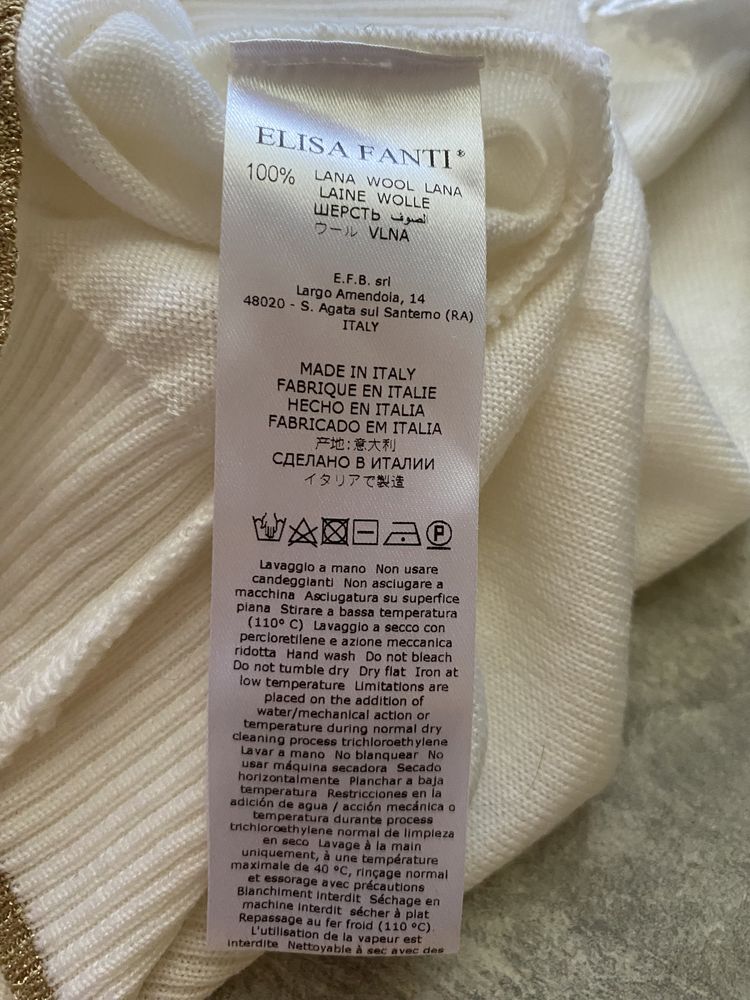 ELISA FANTI®
100% LANA WOOL LANA
LAINE WOLLE
ШЕРСТЬ الصوف
ウール VLNA
E.F.B. srl
Largo Amendola, 14
48020 - S. Agata sul Santerno (RA)
ITALY
MADE IN ITALY
FABRIQUE EN ITALIE
HECHO EN ITALIA
FABRICADO EM ITALIA
产地:意大利
СДЕЛАНО В ИТАЛИИ
イタリアで製造
P
Lavaggio a mano Non usare
candeggianti Non asciugare a
macchina Asciugatura su superfice
piana Stirare a bassa temperatura
(110° C) Lavaggio a secco con
percloretilene e azione meccanica
ridotta Hand wash Do not bleach
Do not tumble dry Dry flat Iron at
low temperature Limitations are
placed on the addition of
water/mechanical action or
temperature during normal dry
cleaning process trichloroethylene
Lavar a mano No blanquear No
usar máquina secadora Secado
horizontalmente Planchar a baja
temperatura Restricciones en la
adición de agua / acción mecánica o
temperatura durante process
trichloroethylene normal de limpieza
en seco Lavage à la main
uniquement, à une température
maximale de 40 °C, rinçage normal
et essorage avec précautions
Blanchiment interdit Séchage en
machine interdit sécher à plat
Repassage au fer froid (110 °C).
L'utilisation de la vapeur est
interdite Nettoyable à sec avec des